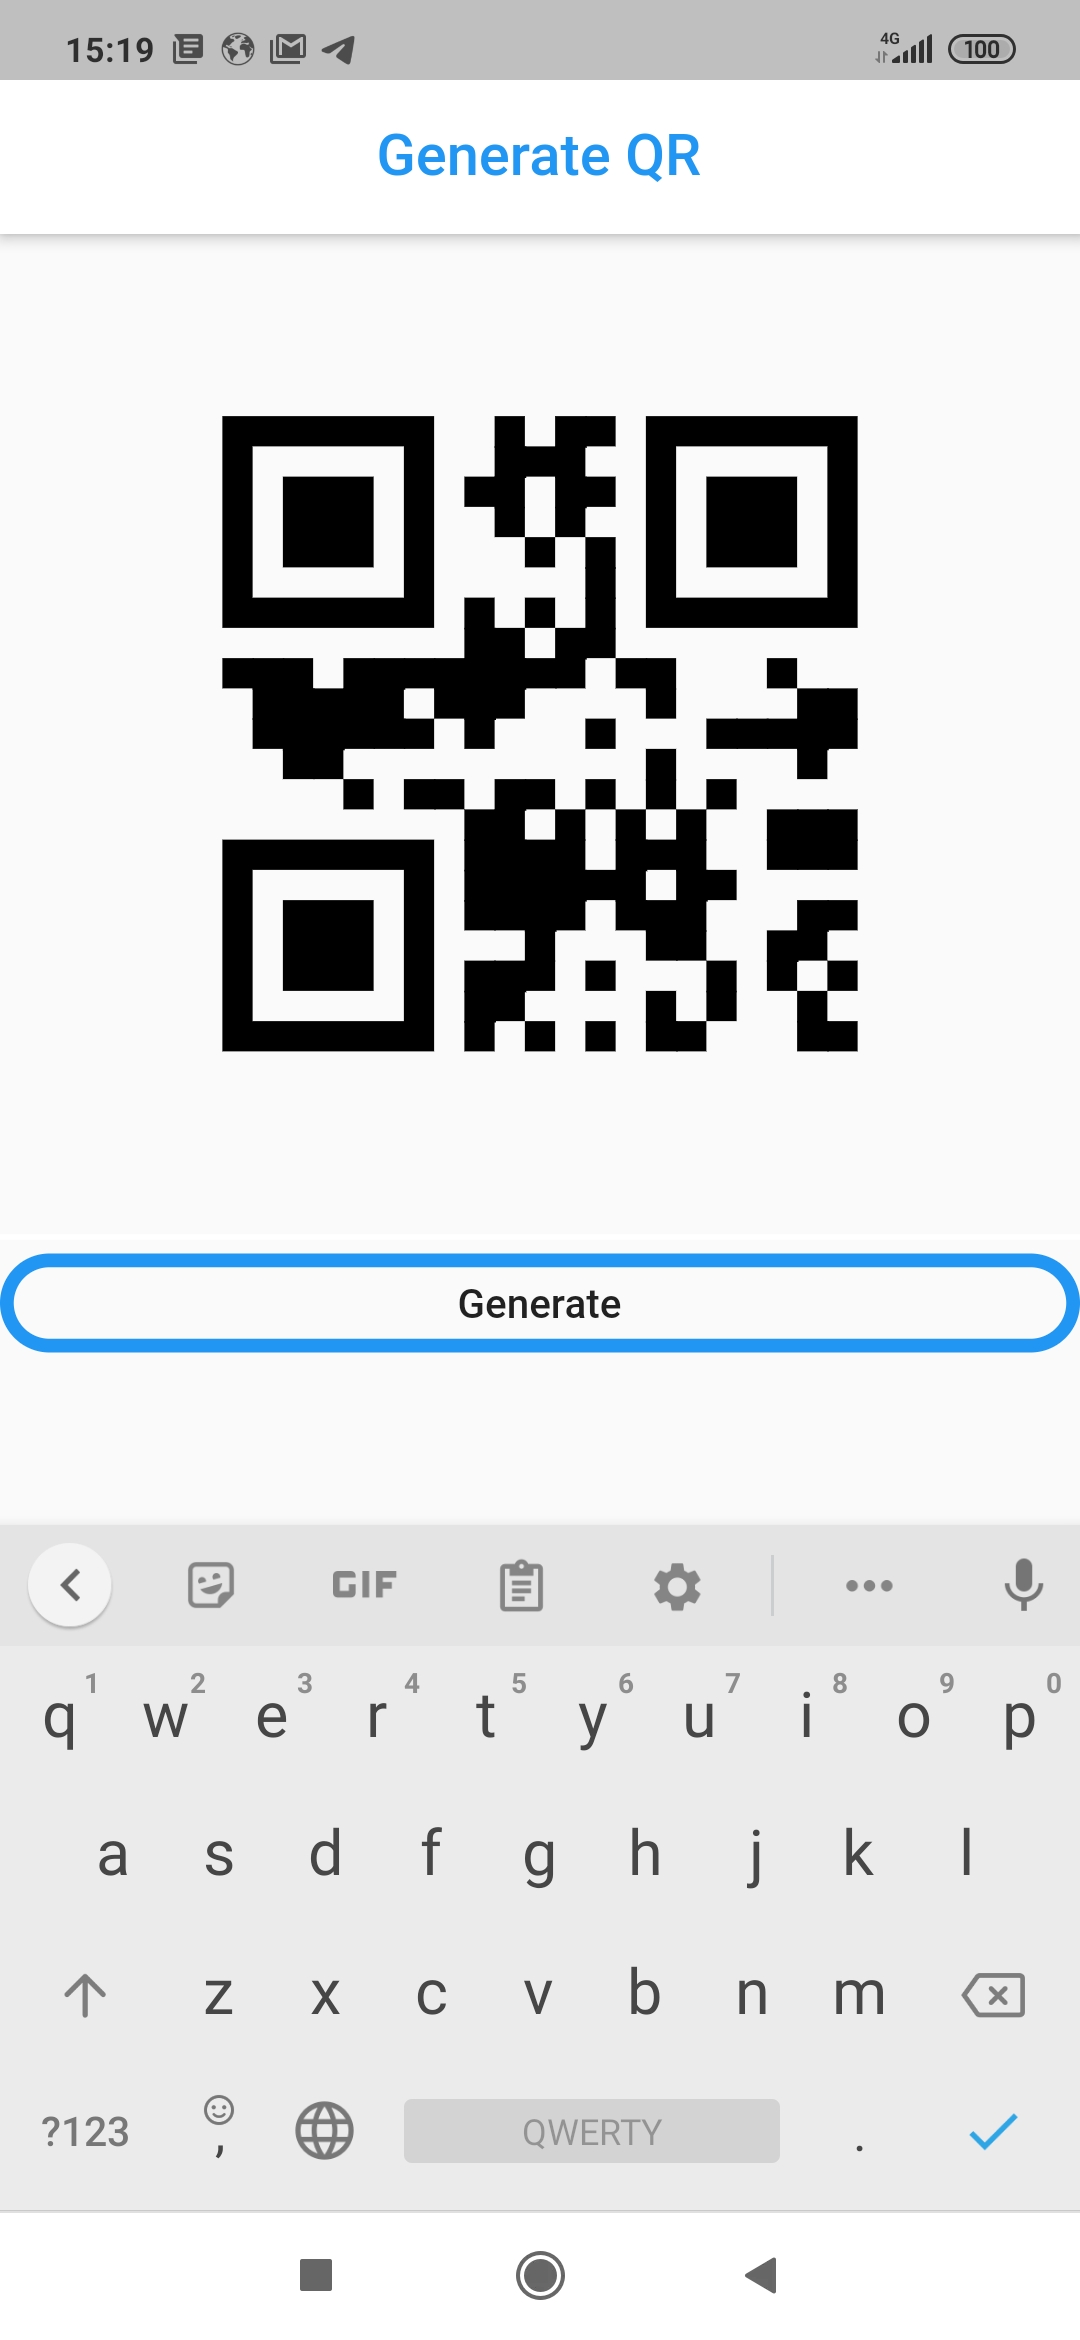 15:19
4G
100
Generate QR
Generate
GIF
1 2 3 4 5 6 7 8 9 0
q w e r t y u i o p
a s d f g h j k l
z x c v b n m
?123 , QWERTY .